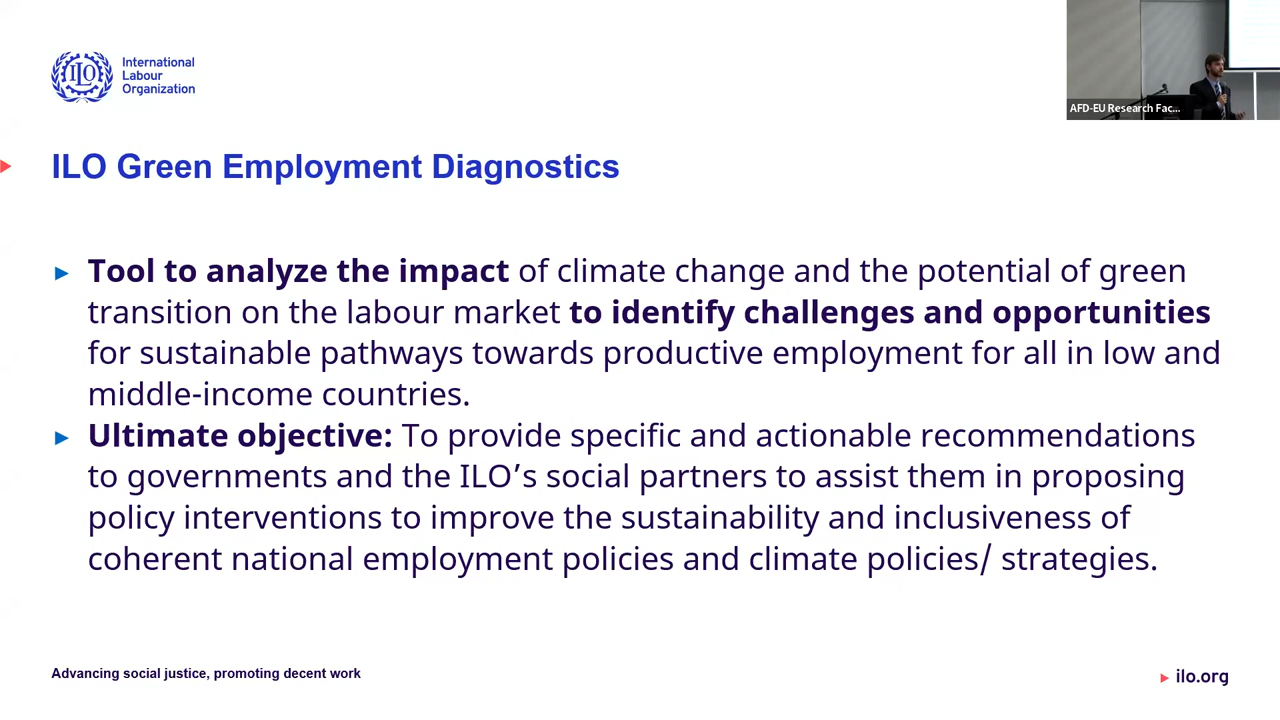 International
Labour
Organization
AFD-EU Research Fac...
ILO Green Employment Diagnostics
Tool to analyze the impact of climate change and the potential of green
transition on the labour market to identify challenges and opportunities
for sustainable pathways towards productive employment for all in low and
middle-income countries.
Ultimate objective: To provide specific and actionable recommendations
to governments and the ILO’s social partners to assist them in proposing
policy interventions to improve the sustainability and inclusiveness of
coherent national employment policies and climate policies/ strategies.
Advancing social justice, promoting decent work
ilo.org